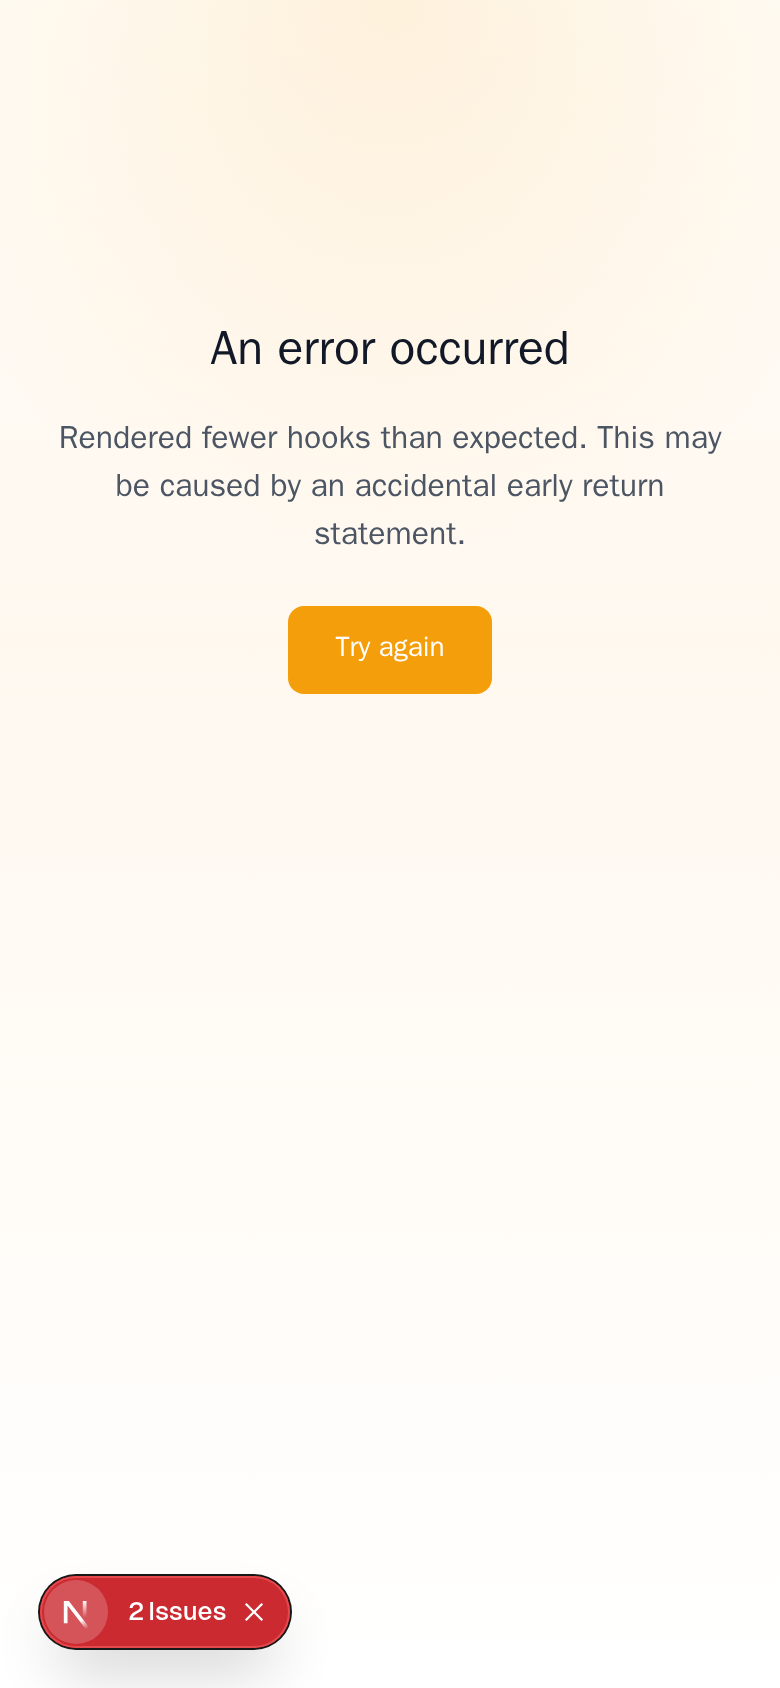 An error occurred
Rendered fewer hooks than expected. This may
be caused by an accidental early return
statement.
Try again
N
2 Issues